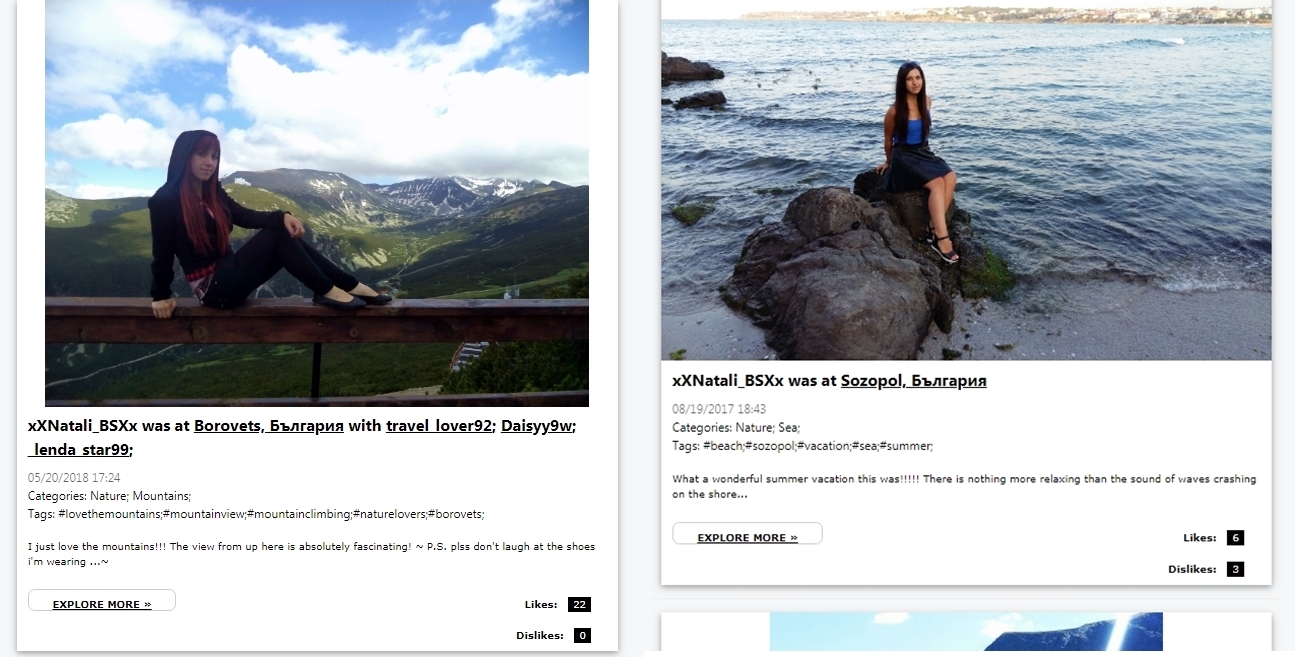 xXNatali_BSXx was at Borovets, България with travel_lover92; Daisyy9w;
_lenda_star99;
05/20/2018 17:24
Categories: Nature; Mountains;
Tags: #lovethemountains;#mountainview;#mountainclimbing;#naturelovers;#borovets;
I just love the mountains!!! The view from up here is absolutely fascinating! ~ P.S. plss don't laugh at the shoes
i'm wearing ...~
EXPLORE MORE »
Likes: 22
Dislikes: 0
xXNatali_BSXx was at Sozopol, България
08/19/2017 18:43
Categories: Nature; Sea;
Tags: #beach;#sozopol;#vacation;#sea;#summer;
What a wonderful summer vacation this was!!!!! There is nothing more relaxing than the sound of waves crashing
on the shore...
EXPLORE MORE »
Likes: 6
Dislikes: 3